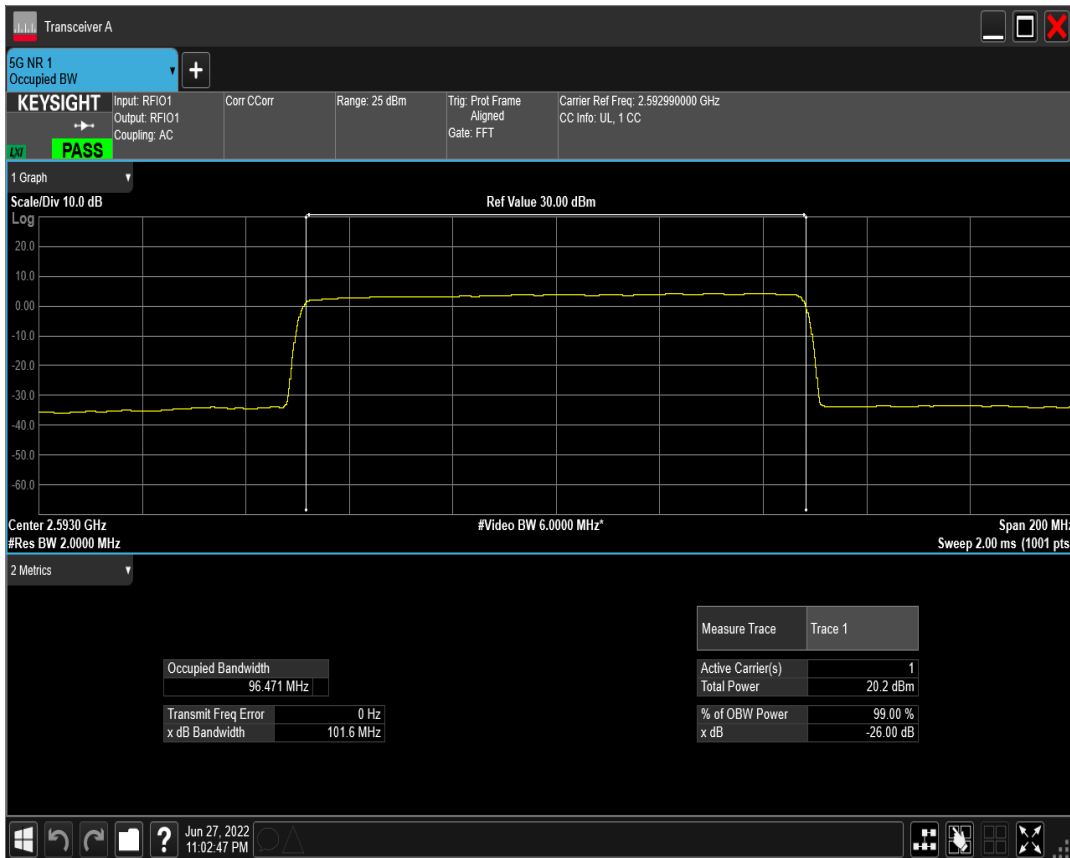 Transceiver A
5G NR 1
Occupied BW
+
KEYSIGHT
LXI
PASS
Input: RFIO1
Output: RFIO1
Coupling: AC
Corr CCorr
Range: 25 dBm
Trig: Prot Frame
Aligned
Gate: FFT
Carrier Ref Freq: 2.592990000 GHz
CC Info: UL, 1 CC
1 Graph
Scale/Div 10.0 dB
Ref Value 30.00 dBm
Log
20.0
10.0
0.00
-10.0
-20.0
-30.0
-40.0
-50.0
-60.0
Center 2.5930 GHz
#Video BW 6.0000 MHz*
Span 200 MHz
#Res BW 2.0000 MHz
Sweep 2.00 ms (1001 pts
2 Metrics
Measure Trace Trace 1
Occupied Bandwidth
96.471 MHz
Active Carrier(s) 1
Total Power 20.2 dBm
Transmit Freq Error 0 Hz
x dB Bandwidth 101.6 MHz
% of OBW Power 99.00 %
x dB -26.00 dB
?
Jun 27, 2022
11:02:47 PM